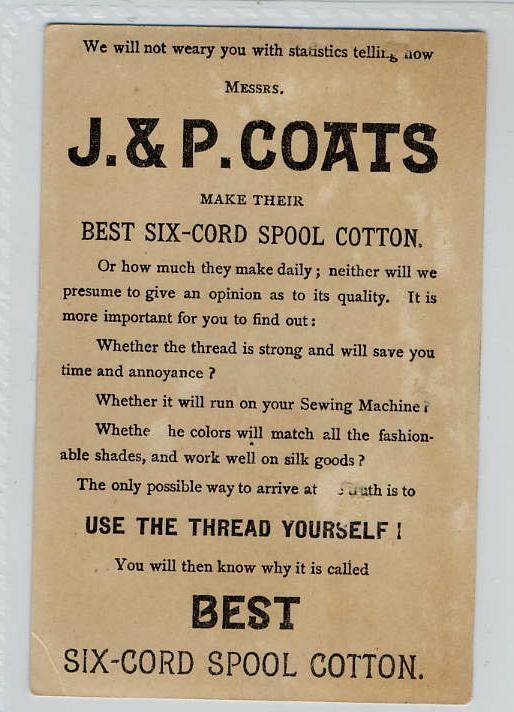 We will not weary you with statistics telling how
MESSRS.
J. & P. COATS
MAKE THEIR
BEST SIX-CORD SPOOL COTTON.
Or how much they make daily; neither will we
presume to give an opinion as to its quality. It is
more important for you to find out:
Whether the thread is strong and will save you
time and annoyance?
Whether it will run on your Sewing Machine?
Whethe he colors will match all the fashion-
able shades, and work well on silk goods?
The only possible way to arrive at is to
USE THE THREAD YOURSELF!
You will then know why it is called
BEST
SIX-CORD SPOOL COTTON.